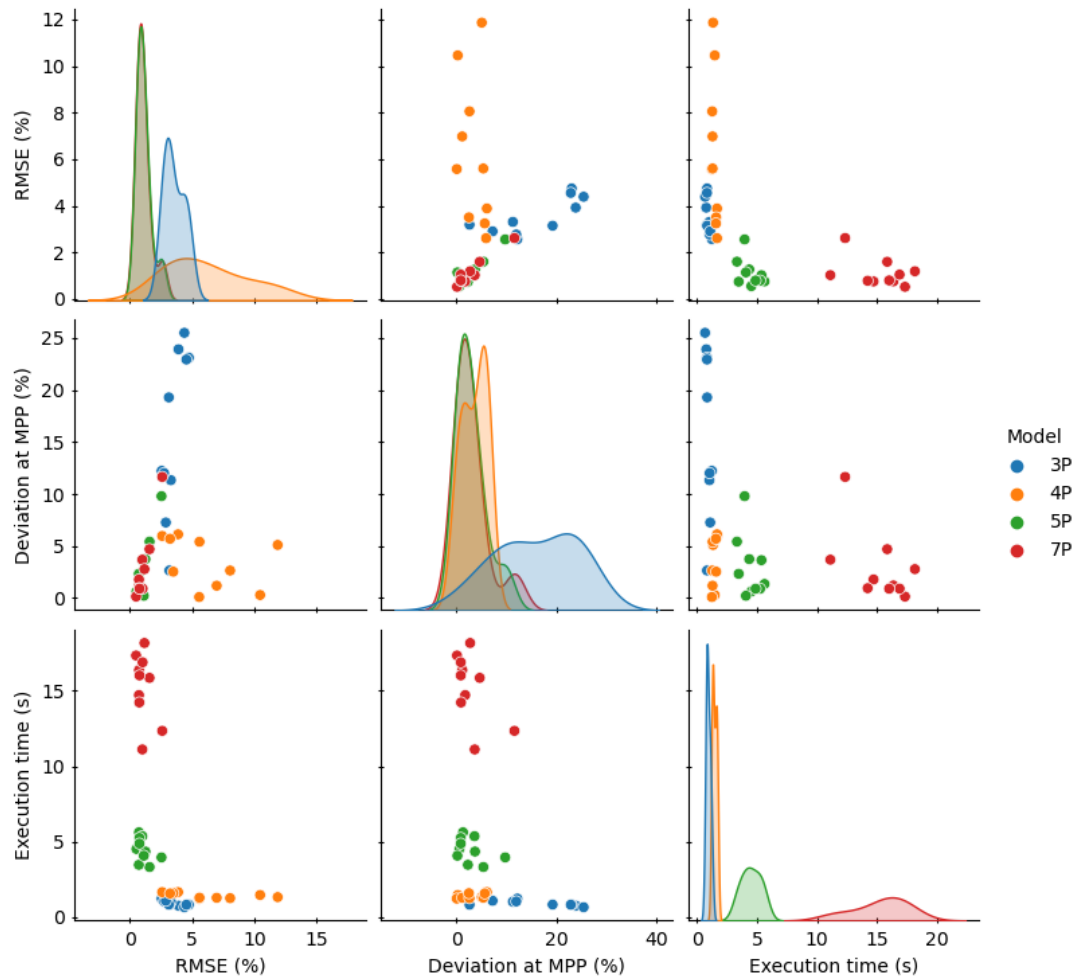 12
10
8
6
4
2
0
RMSE (%)
25
20
15
10
5
0
Deviation at MPP (%)
Model
3P
4P
5P
7P
15
10
5
0
Execution time (s)
0 5 10 15
0 20 40
0 5 10 15 20
RMSE (%)
Deviation at MPP (%)
Execution time (s)